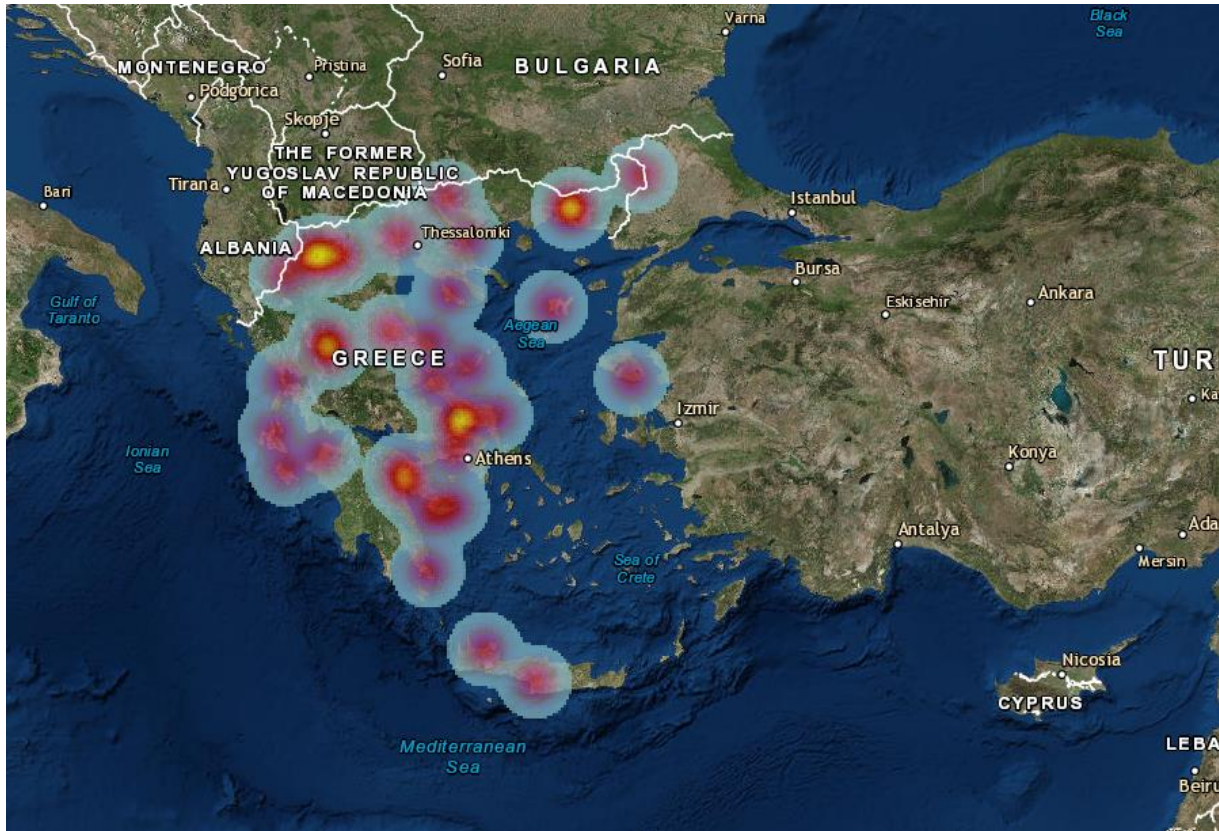 Varna
Black
Sea
Pristina
Sofia
BULGARIA
MONTENEGRO
Podgorica
Skopje
THE FORMER
YUGOSLAV REPUBLIC
OF MACEDONIA
Tirana
Bari
Istanbul
Thessaloniki
ALBANIA
Bursa
Gulf of
Taranto
Eskisehir
Ankara
Aegean
Sea
GREECE
TUR
Ka
Izmir
Ionian
Sea
Athens
Konya
Antalya
Ada
Mersin
Sea of
Crete
Nicosia
CYPRUS
Mediterranean
Sea
LEBA
Beiru